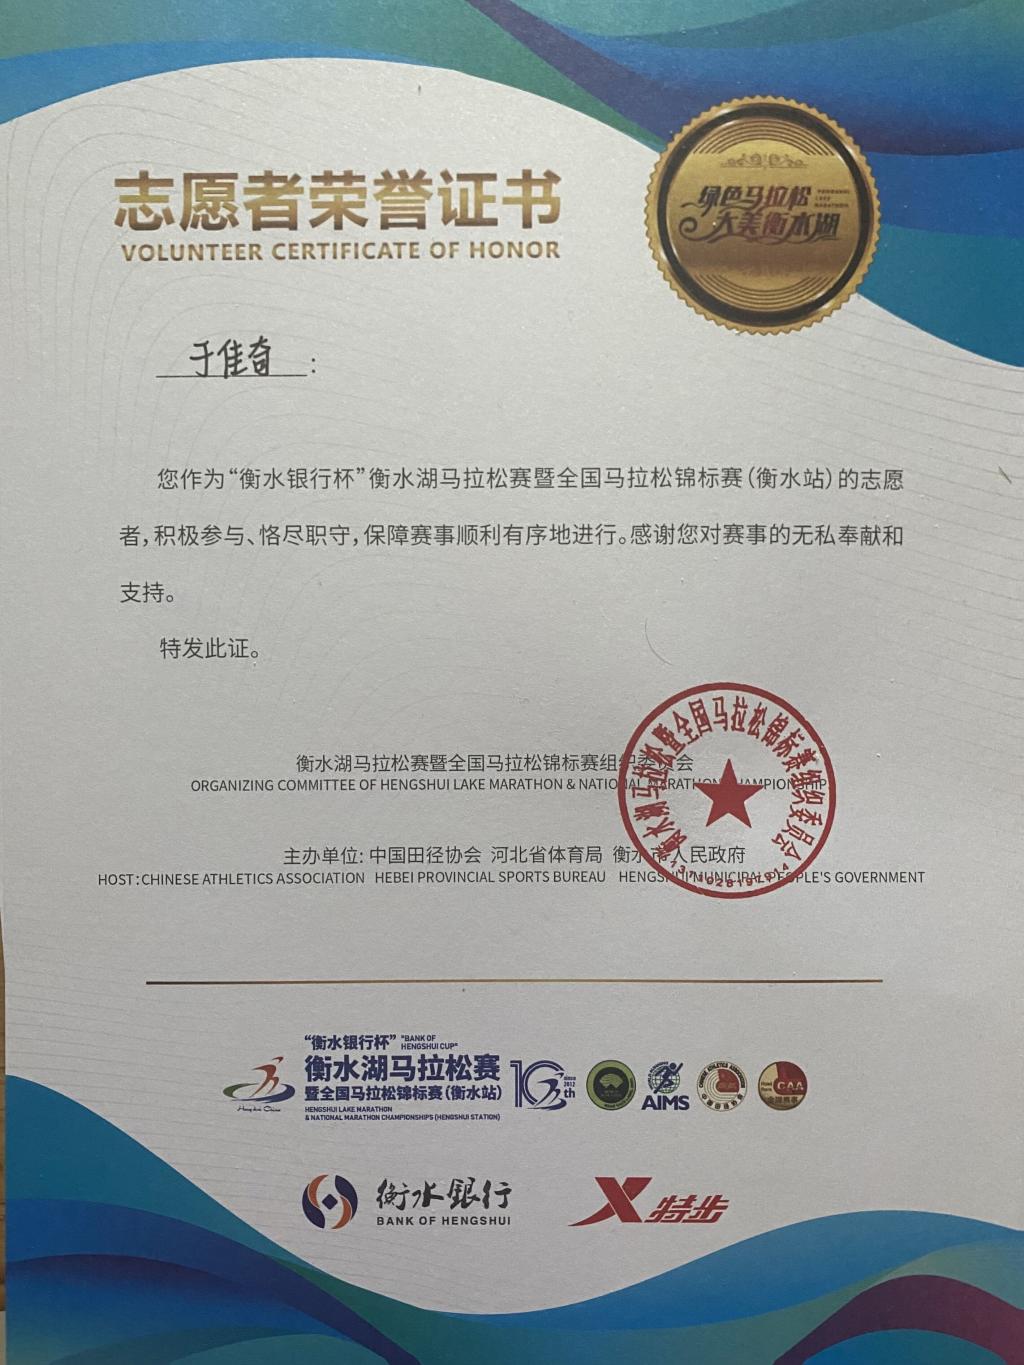 志愿者荣誉证书
VOLUNTEER CERTIFICATE OF HONOR
绿色马拉松
大美衡水湖
于佳奇:
您作为“衡水银行杯”衡水湖马拉松赛暨全国马拉松锦标赛(衡水站)的志愿
者,积极参与、恪尽职守,保障赛事顺利有序地进行。感谢您对赛事的无私奉献和
支持。
特发此证。
衡水湖马拉松赛暨全国马拉松锦标赛组织委员会
ORGANIZING COMMITTEE OF HENGSHUI LAKE MARATHON & NATIONAL MARATHON CHAMPIONSHIP
衡水湖马拉松暨全国马拉松锦标赛组织委员会
主办单位: 中国田径协会 河北省体育局 衡水市人民政府
HOST:CHINESE ATHLETICS ASSOCIATION HEBEI PROVINCIAL SPORTS BUREAU HENGSHUI MUNICIPAL PEOPLE'S GOVERNMENT
“衡水银行杯” "BANK OF
HENGSHUI CUP"
衡水湖马拉松赛
暨全国马拉松锦标赛(衡水站)
HENGSHUI LAKE MARATHON
& NATIONAL MARATHON CHAMPIONSHIPS (HENGSHUI STATION)
10th
since
2012
AIMS
CAA
衡水银行
BANK OF HENGSHUI
特步